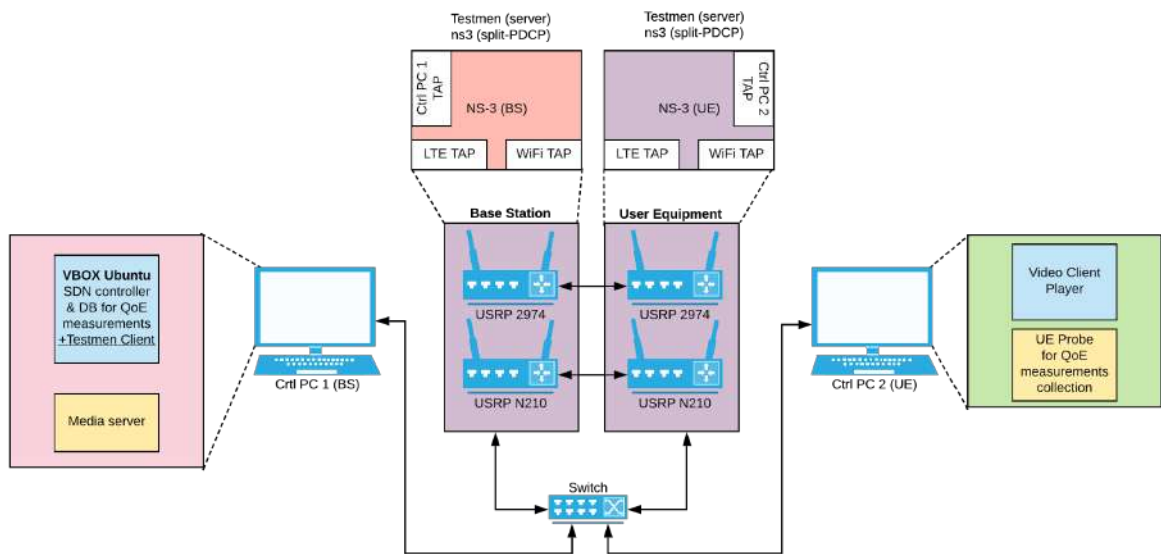 Testmen (server)
ns3 (split-PDCP)
Testmen (server)
ns3 (split-PDCP)
Ctrl PC 1
TAP
NS-3 (BS)
LTE TAP
WiFi TAP
Ctrl PC 2
TAP
NS-3 (UE)
LTE TAP
WiFi TAP
Base Station
User Equipment
USRP 2974
USRP 2974
USRP N210
USRP N210
VBOX Ubuntu
SDN controller
& DB for QoE
measurements
+Testmen Client
Media server
Crtl PC 1 (BS)
Ctrl PC 2 (UE)
Video Client
Player
UE Probe
for QoE
measurements
collection
Switch